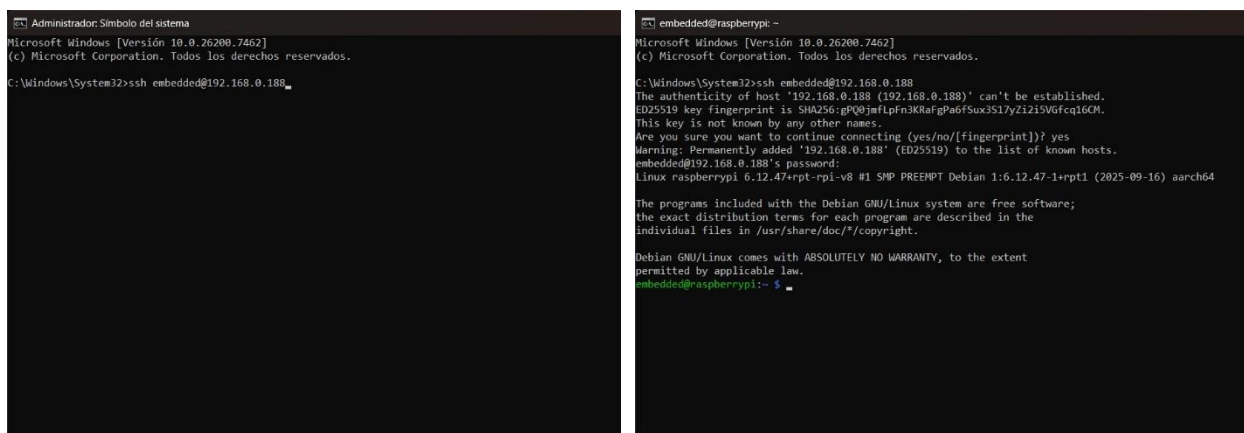 Administrador: Símbolo del sistema
Microsoft Windows [Versión 10.0.26200.7462]
(c) Microsoft Corporation. Todos los derechos reservados.
C:\Windows\System32>ssh embedded@192.168.0.188
embedded@raspberrypi: ~
Microsoft Windows [Versión 10.0.26200.7462]
(c) Microsoft Corporation. Todos los derechos reservados.
C:\Windows\System32>ssh embedded@192.168.0.188
The authenticity of host '192.168.0.188 (192.168.0.188)' can't be established.
ED25519 key fingerprint is SHA256:gPQ0jmfLpFn3KRaFgPa6fSux3S17yZi2i5VGfcq16CM.
This key is not known by any other names.
Are you sure you want to continue connecting (yes/no/[fingerprint])? yes
Warning: Permanently added '192.168.0.188' (ED25519) to the list of known hosts.
embedded@192.168.0.188's password:
Linux raspberrypi 6.12.47+rpt-rpi-v8 #1 SMP PREEMPT Debian 1:6.12.47-1+rpt1 (2025-09-16) aarch64
The programs included with the Debian GNU/Linux system are free software;
the exact distribution terms for each program are described in the
individual files in /usr/share/doc/*/copyright.
Debian GNU/Linux comes with ABSOLUTELY NO WARRANTY, to the extent
permitted by applicable law.
embedded@raspberrypi:~ $